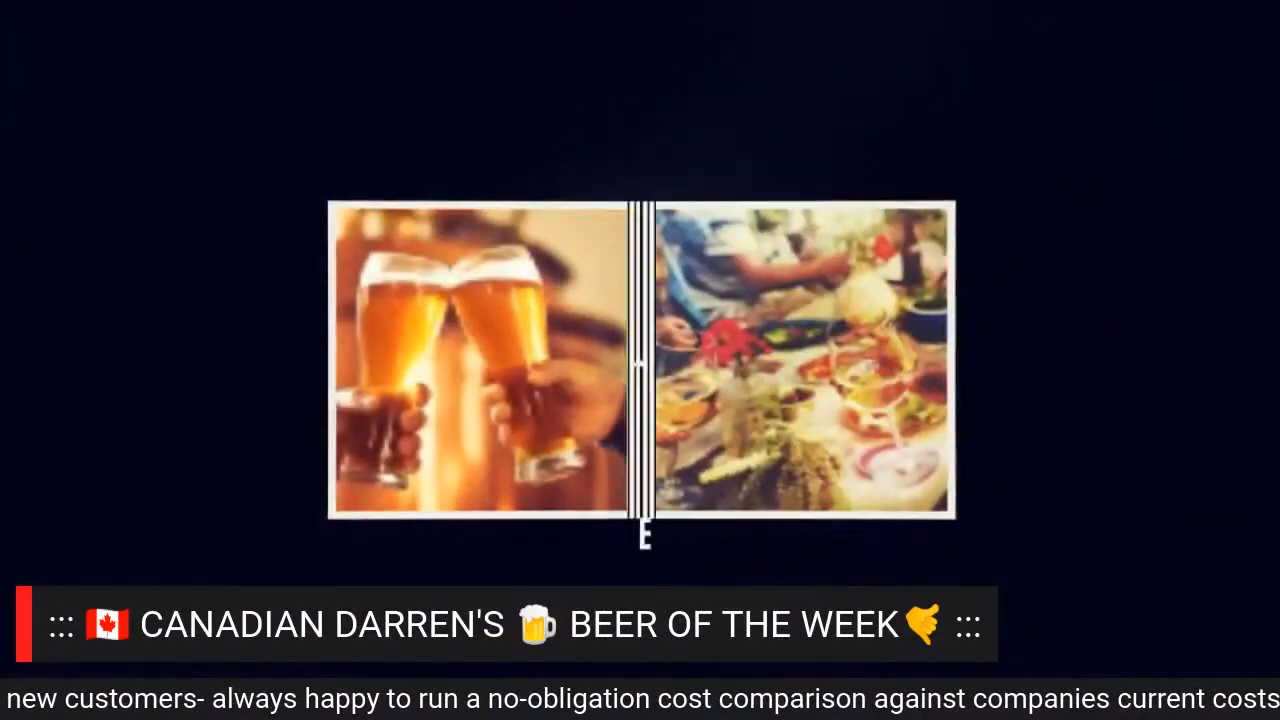 E
::: 🇨🇦 CANADIAN DARREN'S 🍺 BEER OF THE WEEK🤙 :::
new customers- always happy to run a no-obligation cost comparison against companies current costs